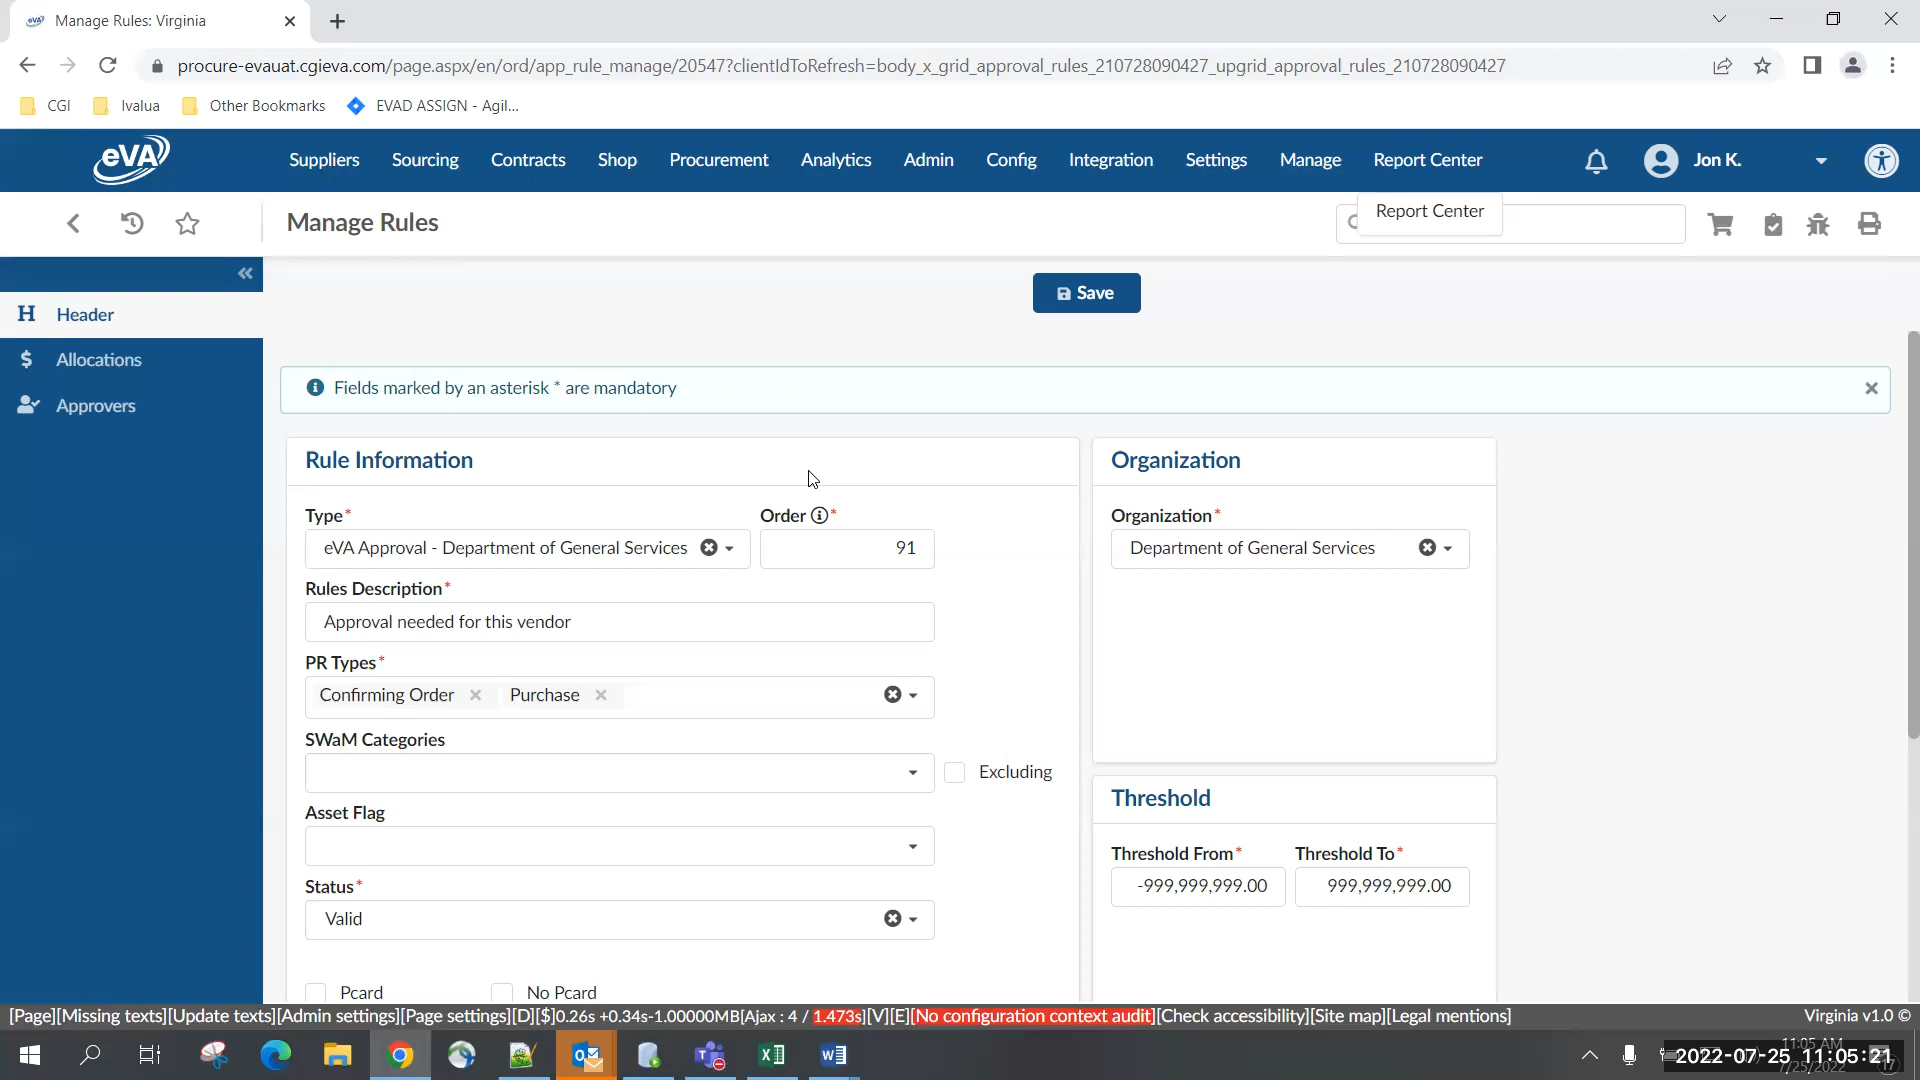 Manage Rules: Virginia
procure-evauat.cgieva.com/page.aspx/en/ord/app_rule_manage/20547?clientIdToRefresh=body_x_grid_approval_rules_210728090427_upgrid_approval_rules_210728090427
CGI Ivalua Other Bookmarks EVAD ASSIGN - Agil...
eVA Suppliers Sourcing Contracts Shop Procurement Analytics Admin Config Integration Settings Manage Report Center Jon K.
Manage Rules
Report Center
Save
H Header
$ Allocations
Approvers
Fields marked by an asterisk * are mandatory
Rule Information
Type*
Order*
eVA Approval - Department of General Services
91
Rules Description*
Approval needed for this vendor
PR Types*
Confirming Order
Purchase
SWaM Categories
Excluding
Asset Flag
Status*
Valid
Pcard
No Pcard
Organization
Organization*
Department of General Services
Threshold
Threshold From*
Threshold To*
-999,999,999.00
999,999,999.00
[Page][Missing texts][Update texts][Admin settings][Page settings][D][$]0.26s +0.34s-1.00000MB[Ajax : 4 / 1.473s][V][E][No configuration context audit][Check accessibility][Site map][Legal mentions]
Virginia v1.0 ©
11:05 AM
2022-07-25 11:05:21
7/25/2022
17